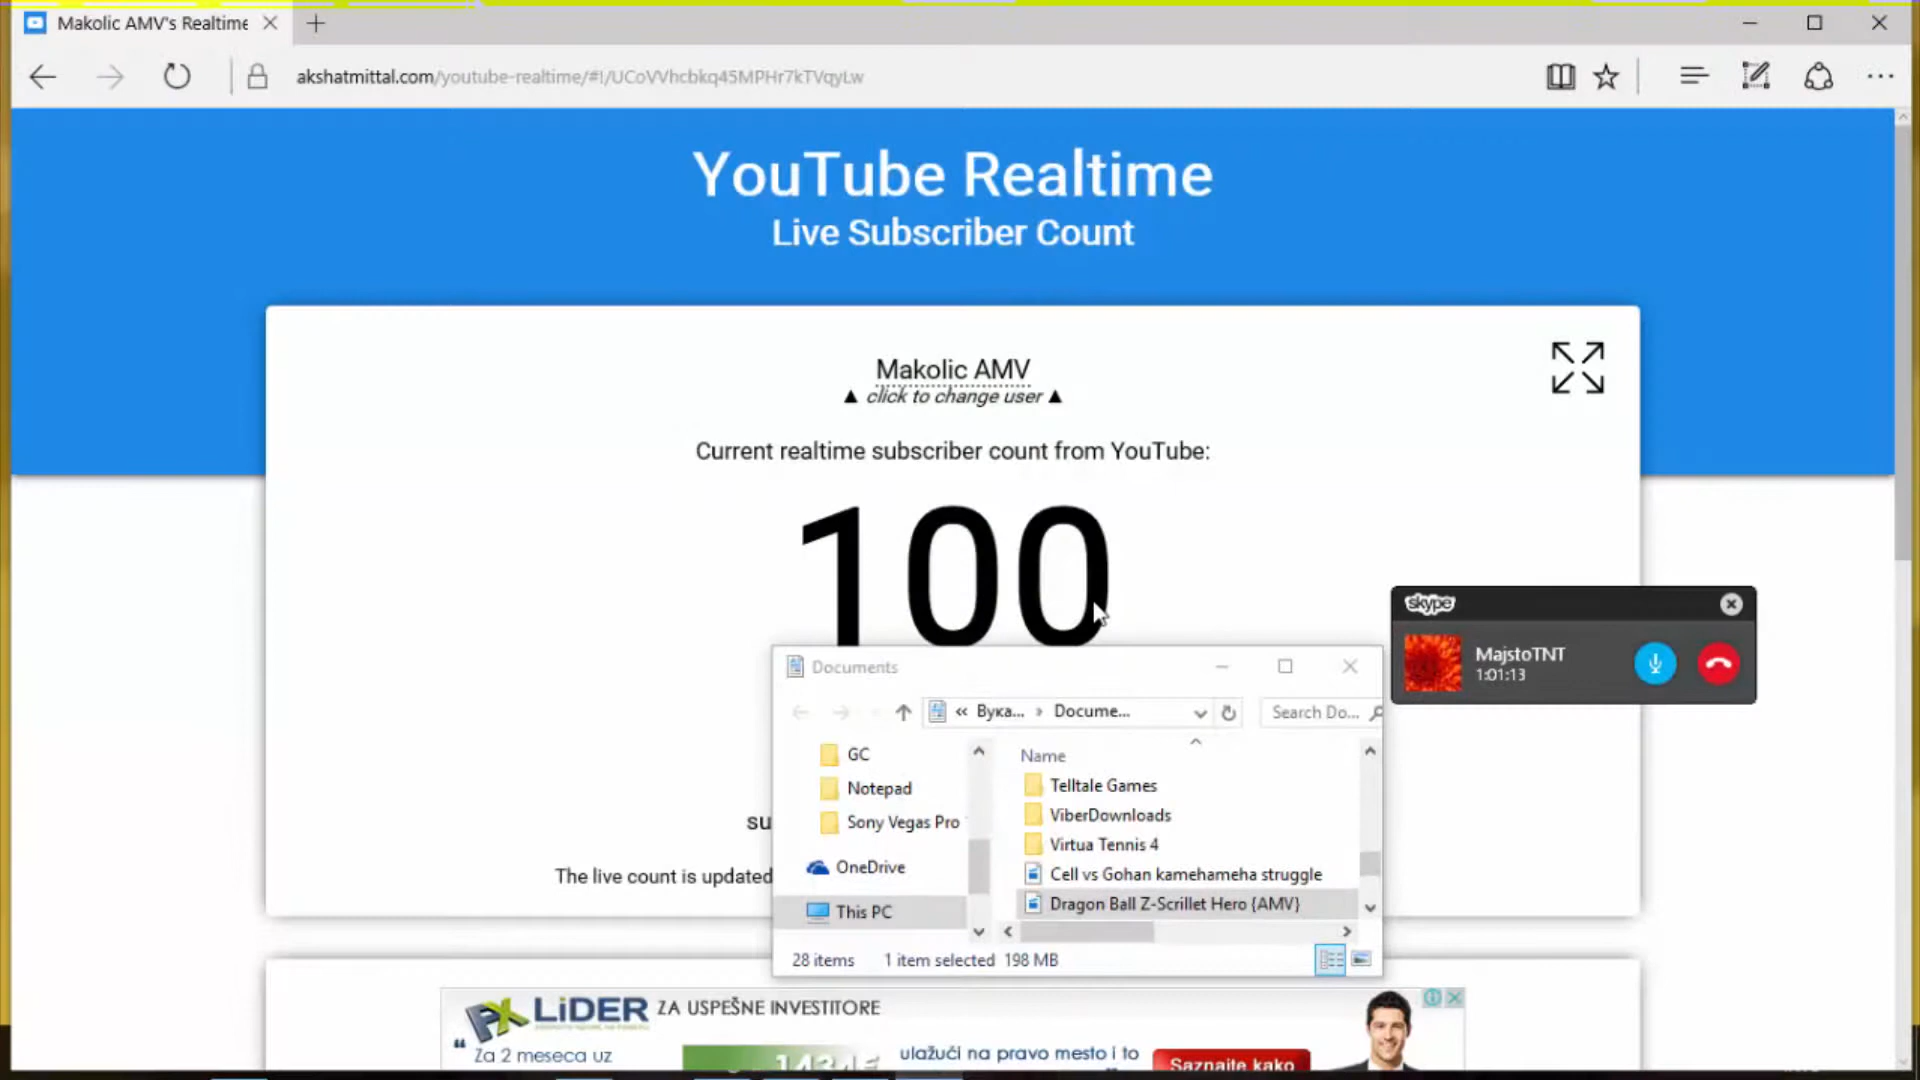 Makolic AMV's Realtime
akshatmittal.com/youtube-realtime/#!/UCoVVhcbkq45MPHr7kTVqyLw
YouTube Realtime
Live Subscriber Count
Makolic AMV
▲ click to change user ▲
Current realtime subscriber count from YouTube:
100
skype
MajstoTNT
1:01:13
Documents
« Вука... › Docume...
Search Do...
GC
Notepad
Sony Vegas Pro
OneDrive
This PC
Name
Telltale Games
ViberDownloads
Virtua Tennis 4
Cell vs Gohan kamehameha struggle
Dragon Ball Z-Scrillet Hero {AMV}
28 items 1 item selected 198 MB
su
The live count is updated
LiDER ZA USPEŠNE INVESTITORE
“ Za 2 meseca uz
ulažući na pravo mesto i to
Saznajte kako